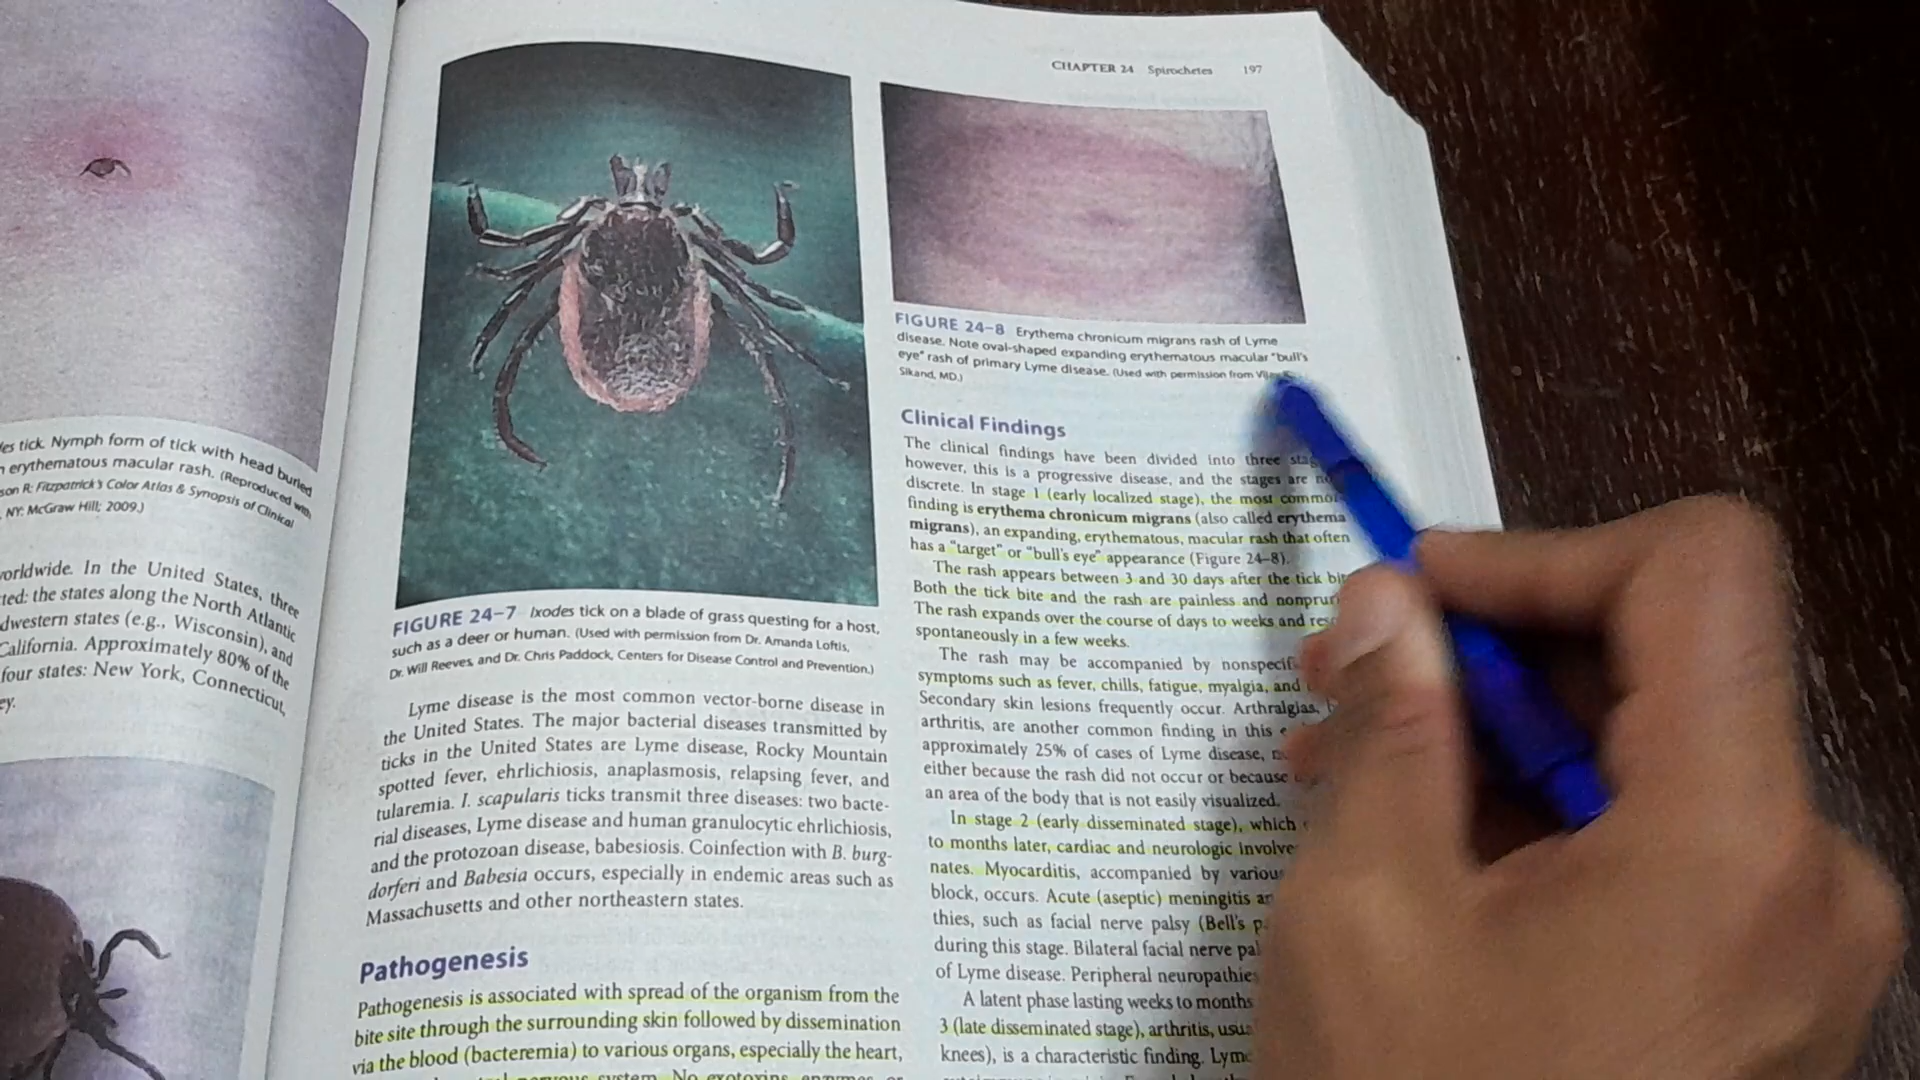 les tick. Nymph form of tick with head buried
erythematous macular rash. (Reproduced with
son R: Fitzpatrick's Color Atlas & Synopsis of Clinical
NY: McGraw Hill; 2009.)
worldwide. In the United States, three
ted: the states along the North Atlantic
dwestern states (e.g., Wisconsin), and
California. Approximately 80% of the
four states: New York, Connecticut,
ey.
FIGURE 24–7 Ixodes tick on a blade of grass questing for a host,
such as a deer or human. (Used with permission from Dr. Amanda Loftis,
Dr. Will Reeves, and Dr. Chris Paddock, Centers for Disease Control and Prevention.)
Lyme disease is the most common vector-borne disease in
the United States. The major bacterial diseases transmitted by
ticks in the United States are Lyme disease, Rocky Mountain
spotted fever, ehrlichiosis, anaplasmosis, relapsing fever, and
tularemia. I. scapularis ticks transmit three diseases: two bacte-
rial diseases, Lyme disease and human granulocytic ehrlichiosis,
and the protozoan disease, babesiosis. Coinfection with B. burg-
dorferi and Babesia occurs, especially in endemic areas such as
Massachusetts and other northeastern states.
Pathogenesis
Pathogenesis is associated with spread of the organism from the
bite site through the surrounding skin followed by dissemination
via the blood (bacteremia) to various organs, especially the heart,
nervous system. No exotoxins, enzymes, or
CHAPTER 24 Spirochetes 197
FIGURE 24–8 Erythema chronicum migrans rash of Lyme
disease. Note oval-shaped expanding erythematous macular "bull's
eye" rash of primary Lyme disease. (Used with permission from
Sikand, MD.)
Clinical Findings
The clinical findings have been divided into three
however, this is a progressive disease, and the stages are
discrete. In stage 1 (early localized stage), the most common
finding is erythema chronicum migrans (also called erythema
migrans), an expanding, erythematous, macular rash that often
has a "target" or "bull's eye" appearance (Figure 24–8).
The rash appears between 3 and 30 days after the tick
Both the tick bite and the rash are painless and
The rash expands over the course of days to weeks and
spontaneously in a few weeks.
The rash may be accompanied by
symptoms such as fever, chills, fatigue, myalgia, and
Secondary skin lesions frequently occur. Arthralgias,
arthritis, are another common finding in this
approximately 25% of cases of Lyme disease,
either because the rash did not occur or because
an area of the body that is not easily visualized.
In stage 2 (early disseminated stage), which
to months later, cardiac and neurologic
nates. Myocarditis, accompanied by
block, occurs. Acute (aseptic) meningitis
thies, such as facial nerve palsy (Bell's
during this stage. Bilateral facial nerve
of Lyme disease. Peripheral neuropathies
A latent phase lasting weeks to months
3 (late disseminated stage), arthritis,
knees), is a characteristic finding.